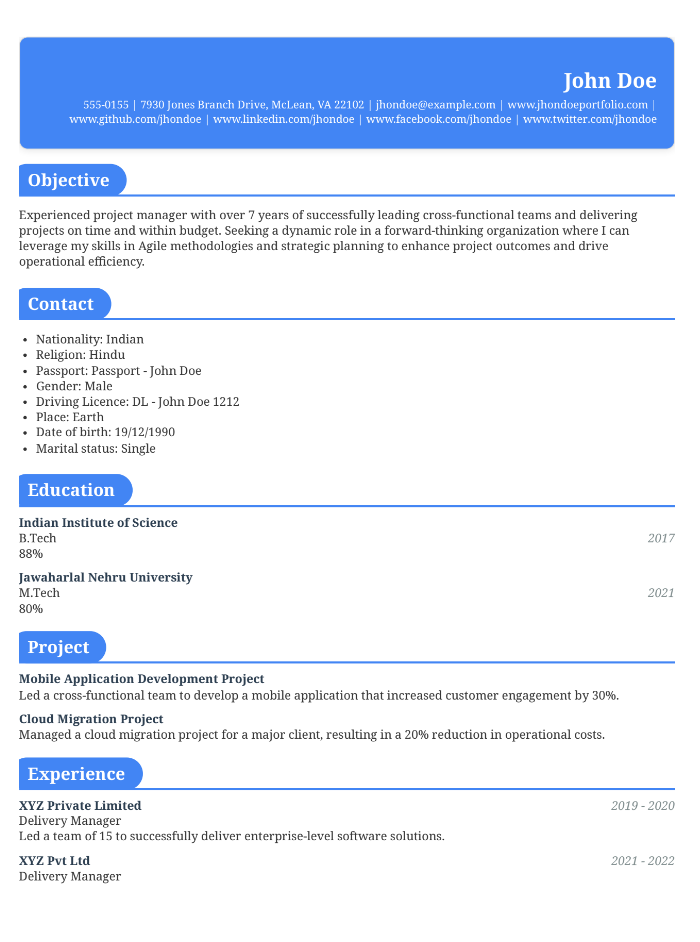 John Doe
555-0155 | 7930 Jones Branch Drive, McLean, VA 22102 | jhondoe@example.com | www.jhondoeportfolio.com |
www.github.com/jhondoe | www.linkedin.com/jhondoe | www.facebook.com/jhondoe | www.twitter.com/jhondoe
Objective
Experienced project manager with over 7 years of successfully leading cross-functional teams and delivering
projects on time and within budget. Seeking a dynamic role in a forward-thinking organization where I can
leverage my skills in Agile methodologies and strategic planning to enhance project outcomes and drive
operational efficiency.
Contact
• Nationality: Indian
• Religion: Hindu
• Passport: Passport - John Doe
• Gender: Male
• Driving Licence: DL - John Doe 1212
• Place: Earth
• Date of birth: 19/12/1990
• Marital status: Single
Education
Indian Institute of Science
B.Tech 2017
88%
Jawaharlal Nehru University
M.Tech 2021
80%
Project
Mobile Application Development Project
Led a cross-functional team to develop a mobile application that increased customer engagement by 30%.
Cloud Migration Project
Managed a cloud migration project for a major client, resulting in a 20% reduction in operational costs.
Experience
XYZ Private Limited 2019 - 2020
Delivery Manager
Led a team of 15 to successfully deliver enterprise-level software solutions.
XYZ Pvt Ltd 2021 - 2022
Delivery Manager